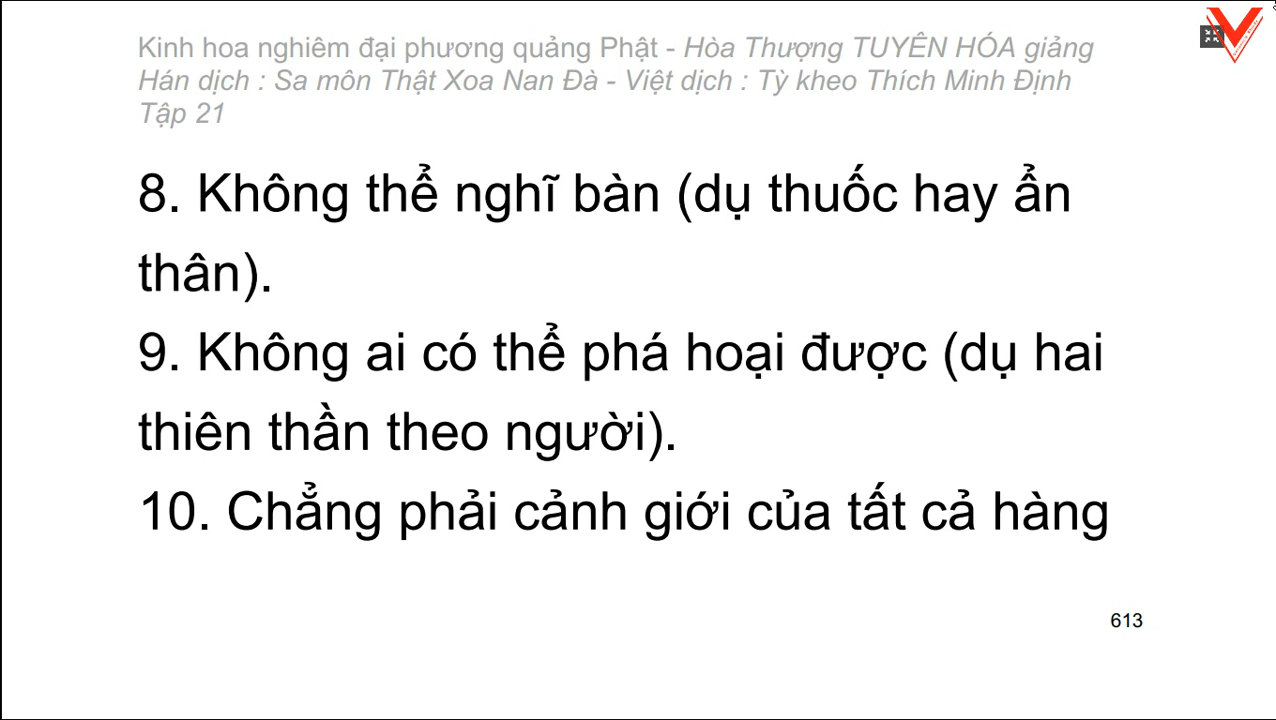 Kinh hoa nghiêm đại phương quảng Phật - Hòa Thượng TUYÊN HÓA giảng
Hán dịch : Sa môn Thật Xoa Nan Đà - Việt dịch : Tỳ kheo Thích Minh Định
Tập 21
8. Không thể nghĩ bàn (dụ thuốc hay ẩn
thân).
9. Không ai có thể phá hoại được (dụ hai
thiên thần theo người).
10. Chẳng phải cảnh giới của tất cả hàng
613